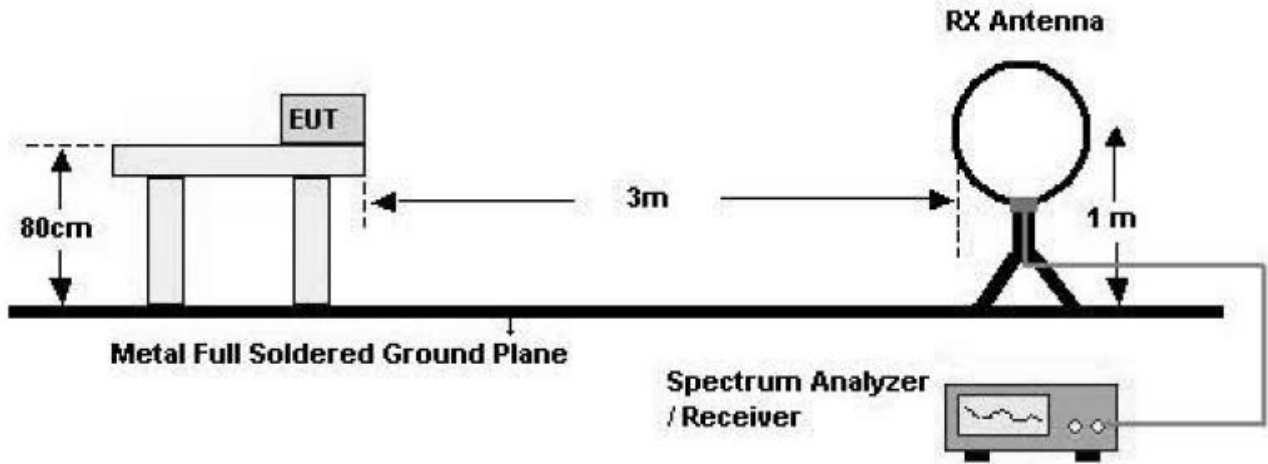 RX Antenna
EUT
3m
80cm
1 m
Metal Full Soldered Ground Plane
Spectrum Analyzer
/ Receiver